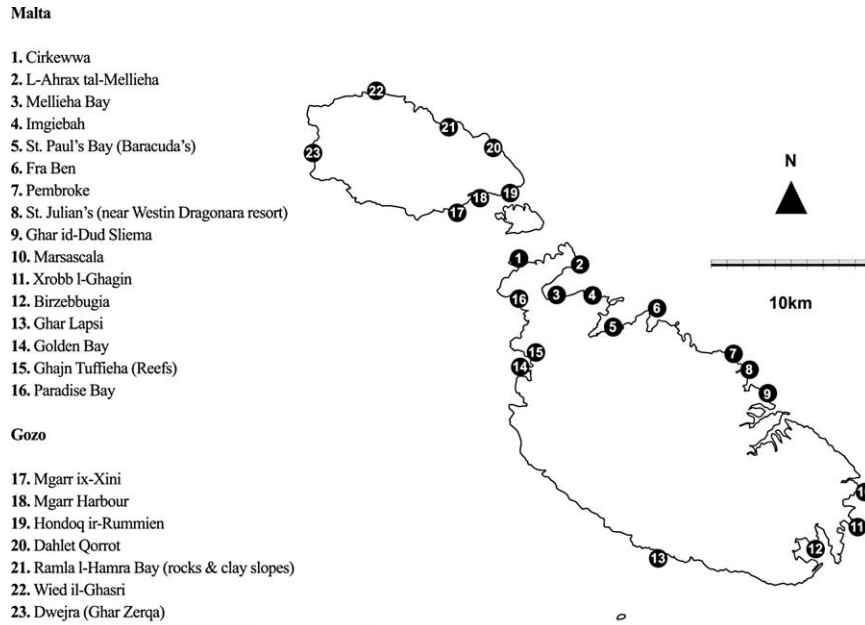 Malta
1. Cirkewwa
2. L-Ahrax tal-Mellieha
3. Mellieha Bay
4. Imgiebah
5. St. Paul's Bay (Baracuda's)
6. Fra Ben
7. Pembroke
8. St. Julian's (near Westin Dragonara resort)
9. Ghar id-Dud Sliema
10. Marsascala
11. Xrobb l-Ghagin
12. Birzebbugia
13. Ghar Lapsi
14. Golden Bay
15. Ghajn Tuffieha (Reefs)
16. Paradise Bay
Gozo
17. Mgarr ix-Xini
18. Mgarr Harbour
19. Hondoq ir-Rummien
20. Dahlet Qorrot
21. Ramla l-Hamra Bay (rocks & clay slopes)
22. Wied il-Ghasri
23. Dwejra (Ghar Zerqa)
22
21
20
23
19
18
17
N
10km
1
2
3
4
16
5
6
15
14
7
8
9
11
12
13